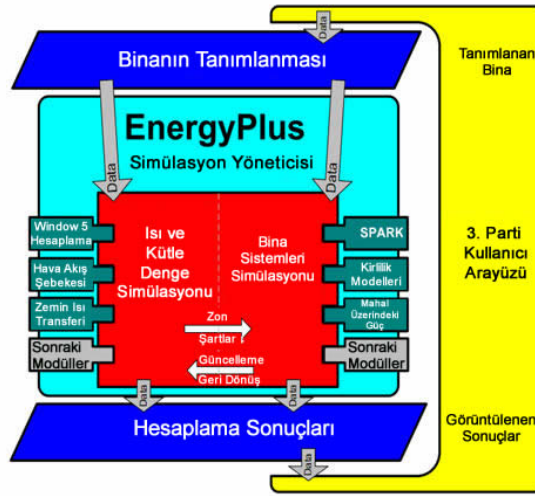 Data
Binanın Tanımlanması
Tanımlanan
Bina
EnergyPlus
Simülasyon Yöneticisi
Data
Data
Window 5
Hesaplama
Hava Akış
Şebekesi
Zemin Isı
Transferi
Sonraki
Modüller
Isı ve
Kütle
Denge
Simülasyonu
Bina
Sistemleri
Simülasyonu
Zon
Şartları
Güncelleme
Geri Dönüş
SPARK
Kirlilik
Modelleri
Mahal
Üzerindeki
Güç
Sonraki
Modüller
3. Parti
Kullanıcı
Arayüzü
Data
Data
Hesaplama Sonuçları
Görüntülenen
Sonuçlar
Data